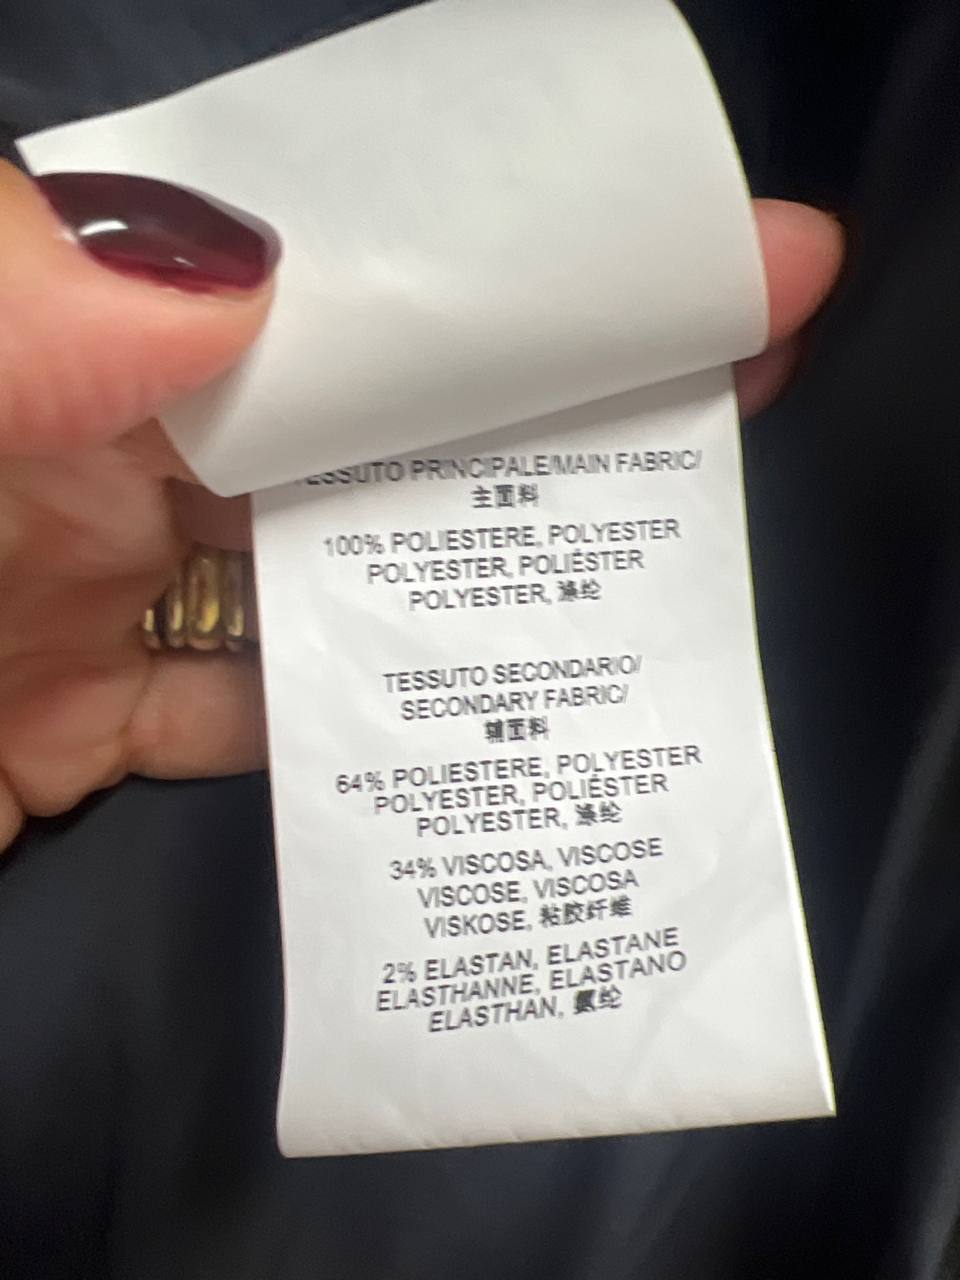 TESSUTO PRINCIPALE/MAIN FABRIC/
主面料
100% POLIESTERE, POLYESTER
POLYESTER, POLIÉSTER
POLYESTER, 涤纶
TESSUTO SECONDARIO/
SECONDARY FABRIC/
辅面料
64% POLIESTERE, POLYESTER
POLYESTER, POLIÉSTER
POLYESTER, 涤纶
34% VISCOSA, VISCOSE
VISCOSE, VISCOSA
VISKOSE, 粘胶纤维
2% ELASTAN, ELASTANE
ELASTHANNE, ELASTANO
ELASTHAN, 氨纶